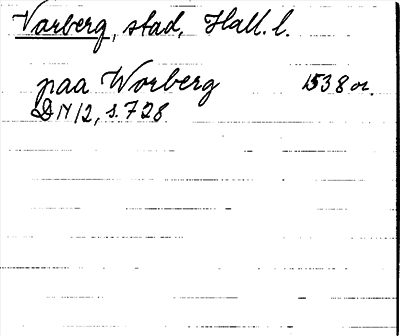 Varberg, stad, Hall. l.
paa Worberg 1538 or.
DN 12, s. 728